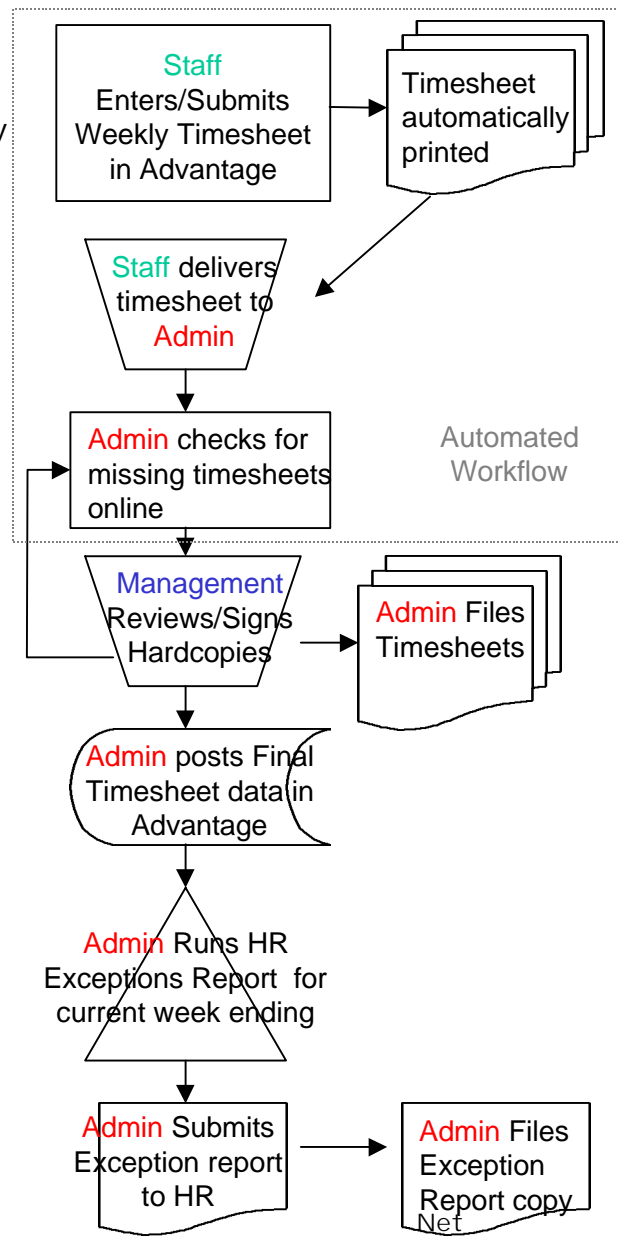 Staff
Enters/Submits
Weekly Timesheet
in Advantage
y
Timesheet
automatically
printed
Staff delivers
timesheet to
Admin
Admin checks for
missing timesheets
online
Automated
Workflow
Management
Reviews/Signs
Hardcopies
Admin Files
Timesheets
Admin posts Final
Timesheet data in
Advantage
Admin Runs HR
Exceptions Report for
current week ending
Admin Submits
Exception report
to HR
Admin Files
Exception
Report copy
Net